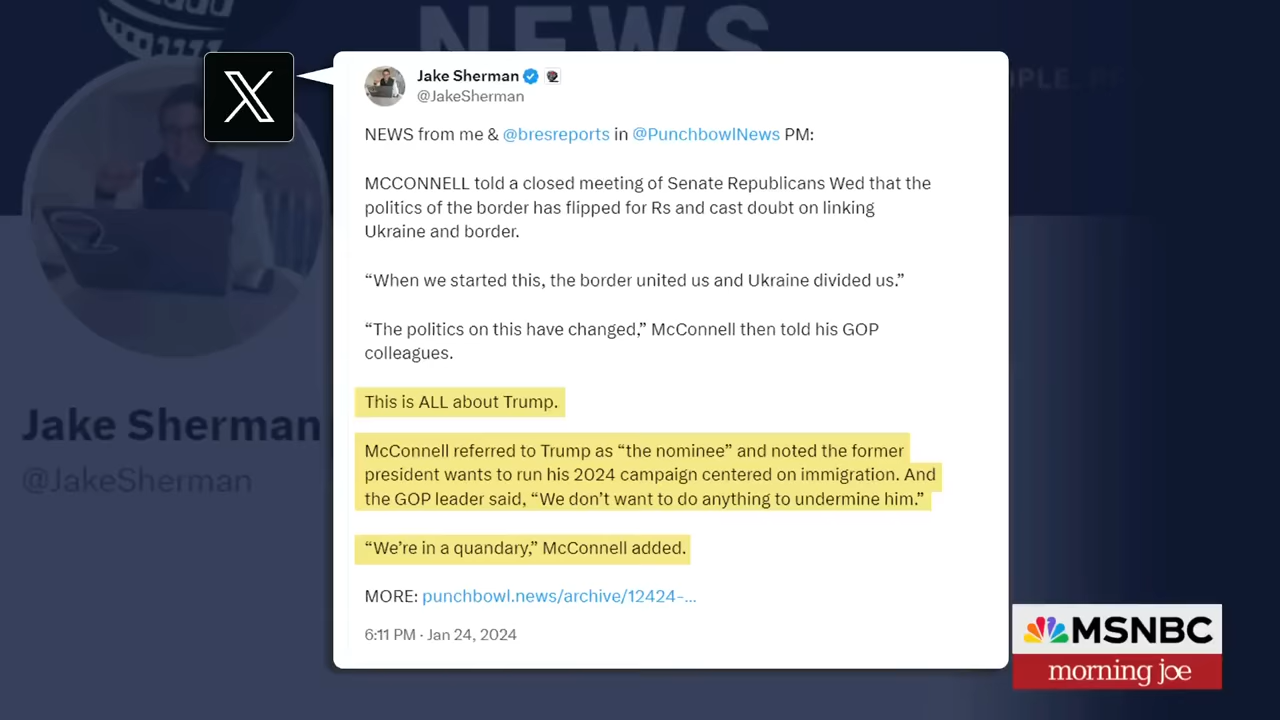 NEWS
Jake Sherman
@JakeSherman
NEWS from me & @bresreports in @PunchbowlNews PM:
MCCONNELL told a closed meeting of Senate Republicans Wed that the
politics of the border has flipped for Rs and cast doubt on linking
Ukraine and border.
“When we started this, the border united us and Ukraine divided us.”
“The politics on this have changed,” McConnell then told his GOP
colleagues.
This is ALL about Trump.
McConnell referred to Trump as “the nominee” and noted the former
president wants to run his 2024 campaign centered on immigration. And
the GOP leader said, “We don’t want to do anything to undermine him.”
“We’re in a quandary,” McConnell added.
MORE: punchbowl.news/archive/12424-...
6:11 PM · Jan 24, 2024
Jake Sherman
@JakeSherman
MSNBC
morning joe